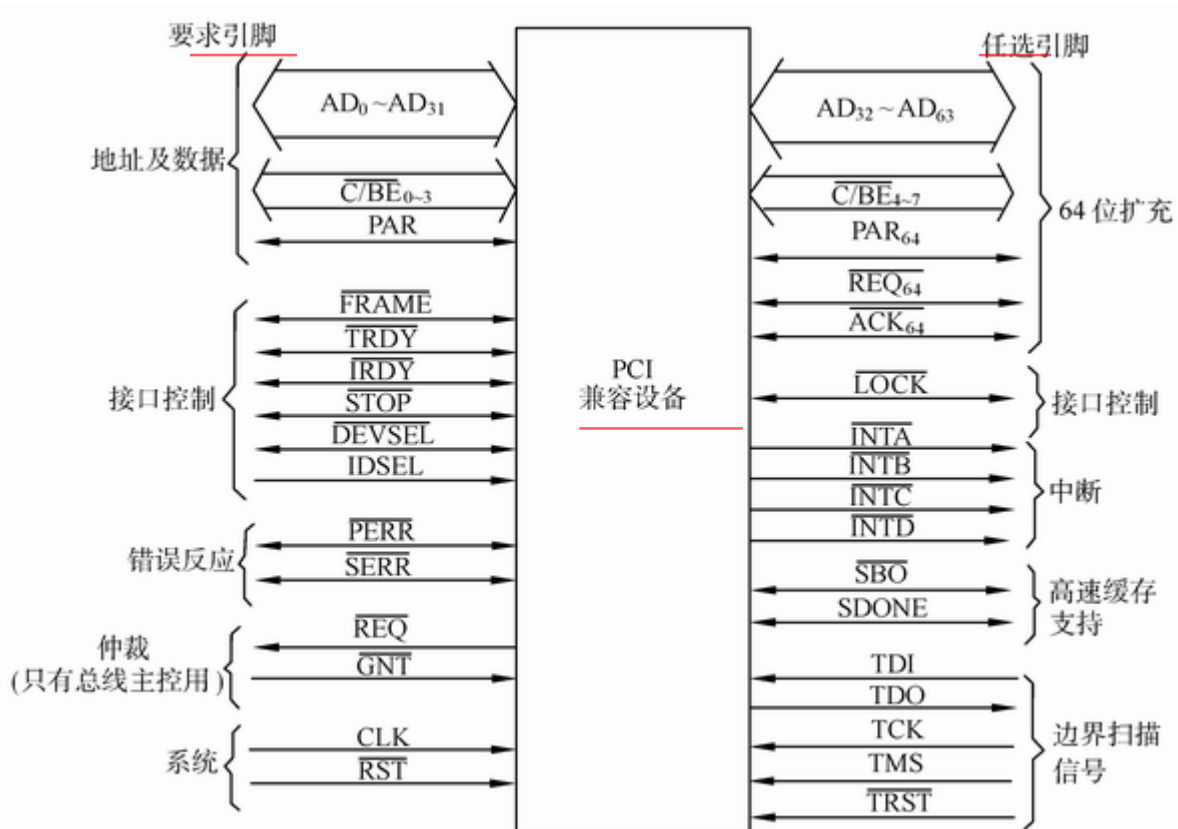 要求引脚
AD0~AD31
地址及数据
C/BE0~3
PAR
FRAME
TRDY
IRDY
接口控制
STOP
DEVSEL
IDSEL
PERR
错误反应
SERR
REQ
仲裁
(只有总线主控用)
GNT
CLK
系统
RST
PCI
兼容设备
任选引脚
AD32~AD63
C/BE4~7
64位扩充
PAR64
REQ64
ACK64
LOCK
接口控制
INTA
INTB
中断
INTC
INTD
SBO
高速缓存
支持
SDONE
TDI
TDO
TCK
边界扫描
信号
TMS
TRST